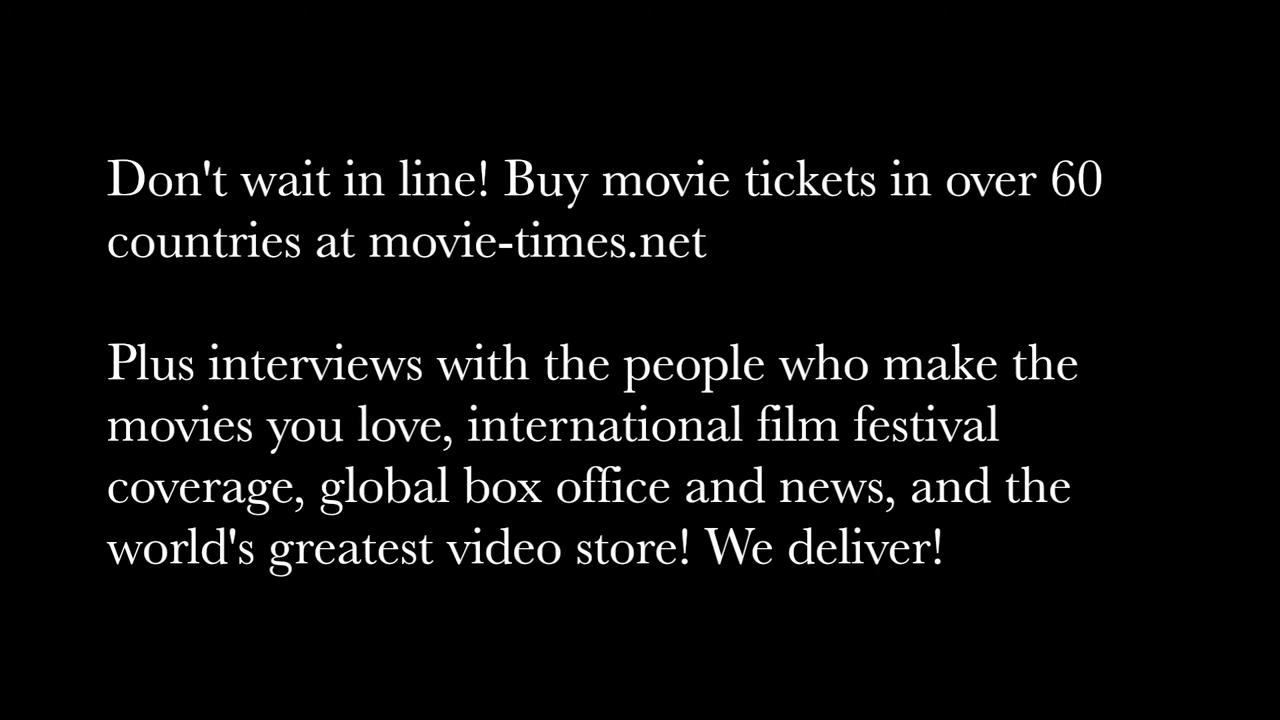 Don't wait in line! Buy movie tickets in over 60
countries at movie-times.net
Plus interviews with the people who make the
movies you love, international film festival
coverage, global box office and news, and the
world's greatest video store! We deliver!